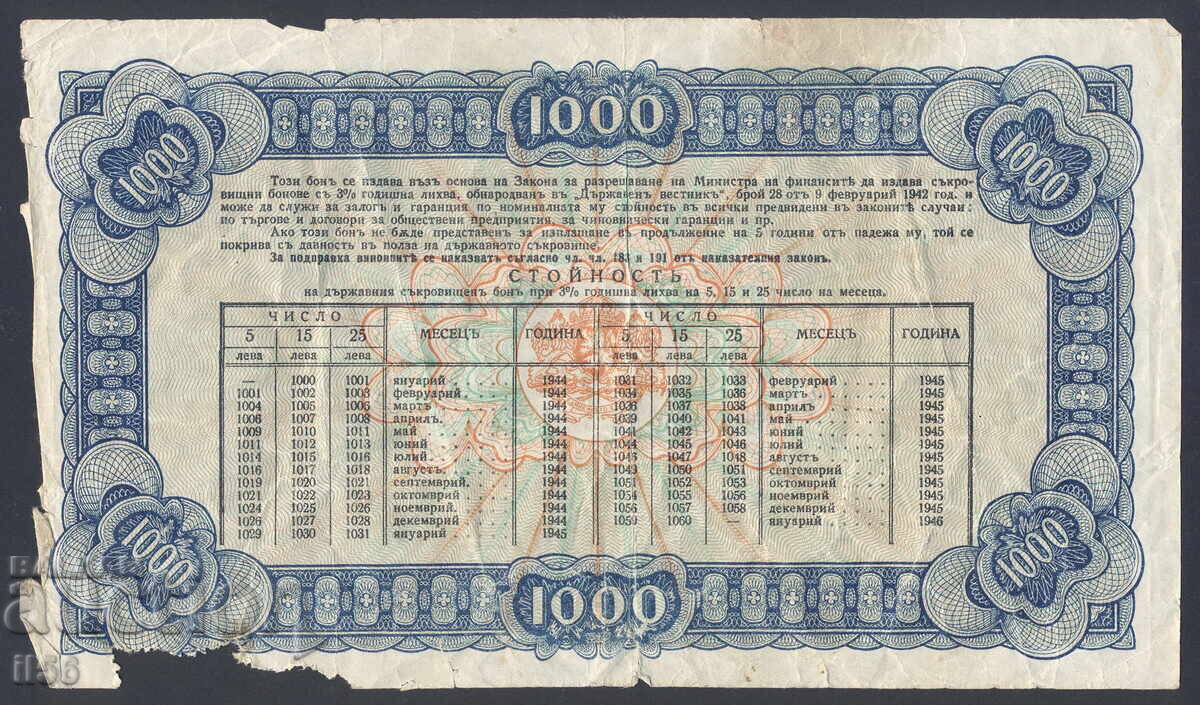 1000
1000
1000
Този бонъ се издава възъ основа на Закона за разрешаване на Министра на финанситѣ да издава съкро-
вищни бонове съ 3% годишна лихва, обнародванъ въ „Държавенъ вестникъ“, брой 28 отъ 9 февруарий 1942 год. и
може да служи за залогъ и гаранция по номиналната му стойность въ всички предвидени въ законитѣ случаи:
по търгове и договори за обществени предприятия, за чиновнически гаранции и пр.
Ако този бонъ не бѫде представенъ за изплащане въ продължение на 5 години отъ падежа му, той се
покрива съ давность въ полза на държавното съкровище.
За подправка виновнитѣ се наказватъ съгласно чл. чл. 183 и 191 отъ наказателния законъ.
СТОЙНОСТЬ
на държавния съкровищенъ бонъ при 3% годишна лихва на 5, 15 и 25 число на месеца.
ЧИСЛО МЕСЕЦЪ ГОДИНА ЧИСЛО МЕСЕЦЪ ГОДИНА
5 15 25 5 15 25
лева лева лева лева лева лева
— 1000 1001 януарий 1944 1031 1032 1033 февруарий 1945
1001 1002 1003 февруарий 1944 1034 1035 1036 мартъ 1945
1004 1005 1006 мартъ 1944 1036 1037 1038 априлъ 1945
1006 1007 1008 априлъ 1944 1039 1040 1041 май 1945
1009 1010 1011 май 1944 1041 1042 1043 юний 1945
1011 1012 1013 юний 1944 1044 1045 1046 юлий 1945
1014 1015 1016 юлий 1944 1046 1047 1048 августъ 1945
1016 1017 1018 августъ 1944 1049 1050 1051 септемврий 1945
1019 1020 1021 септемврий 1944 1051 1052 1053 октомврий 1945
1021 1022 1023 октомврий 1944 1054 1055 1056 ноемврий 1945
1024 1025 1026 ноемврий 1944 1056 1057 1058 декемврий 1945
1026 1027 1028 декемврий 1944 1059 1060 — януарий 1946
1029 1030 1031 януарий 1945
1000
1000
1000
il56